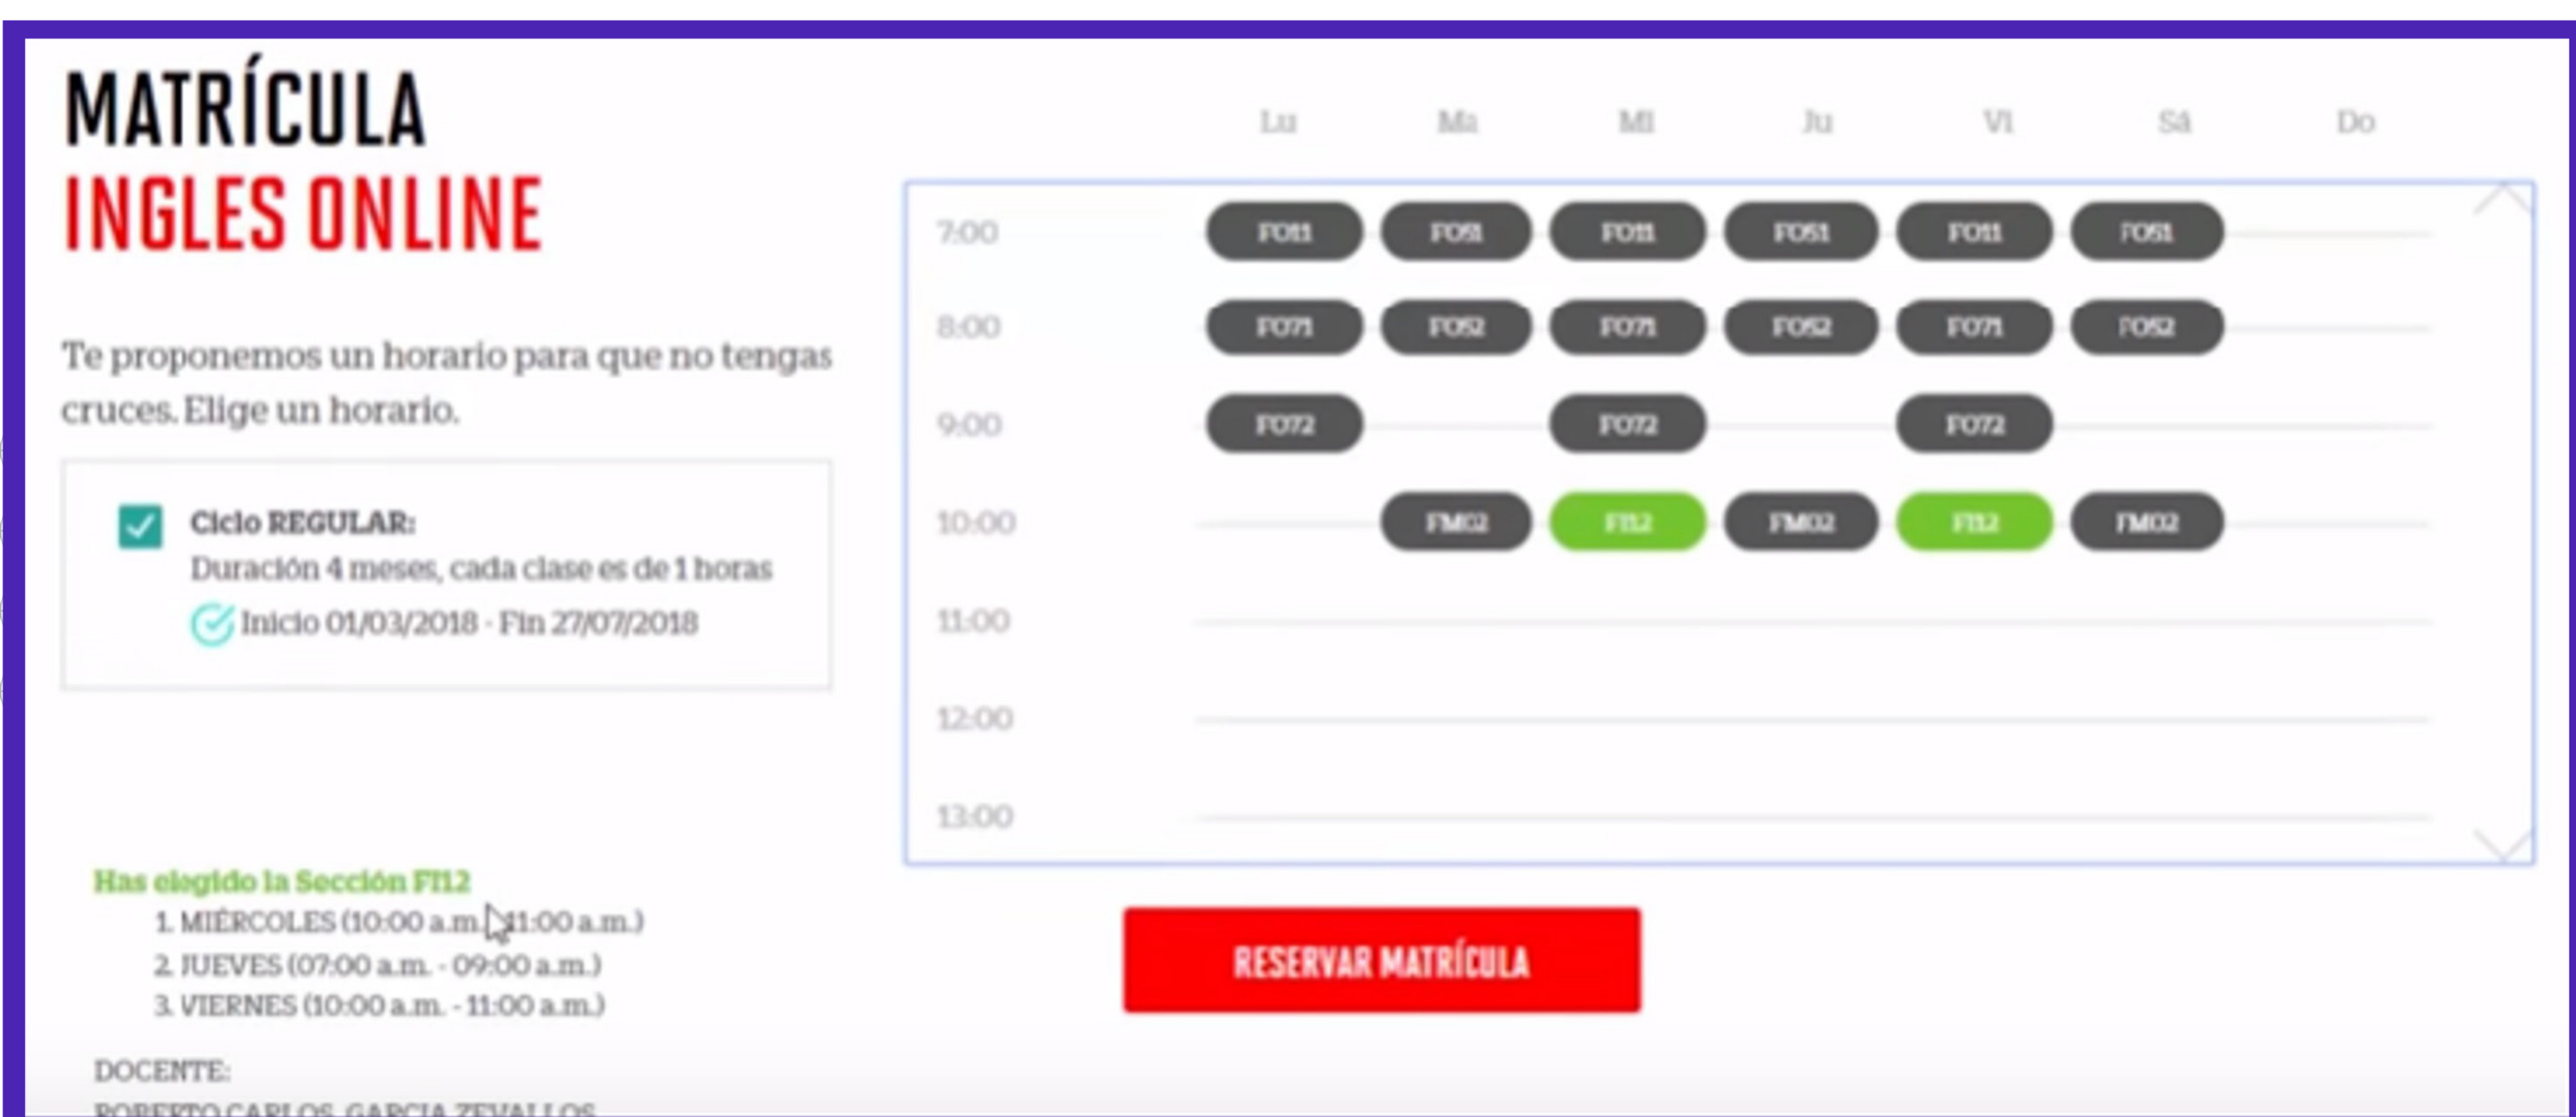 MATRÍCULA
INGLES ONLINE
Te proponemos un horario para que no tengas
cruces. Elige un horario.
Ciclo REGULAR:
Duración 4 meses, cada clase es de 1 horas
Inicio 01/03/2018 - Fin 27/07/2018
Has elegido la Sección FI12
1. MIÉRCOLES (10:00 a.m. 11:00 a.m.)
2. JUEVES (07:00 a.m. - 09:00 a.m.)
3. VIERNES (10:00 a.m. - 11:00 a.m.)
DOCENTE:
ROBERTO CARLOS, GARCIA ZEVALLOS
Lu Ma Mi Ju Vi Sá Do
7:00 FO11 FO51 FO11 FO51 FO11 FO51
8:00 FO71 FO52 FO71 FO52 FO71 FO52
9:00 FO72 FO72 FO72
10:00 FM02 FI12 FM02 FI12 FM02
11:00
12:00
13:00
RESERVAR MATRÍCULA